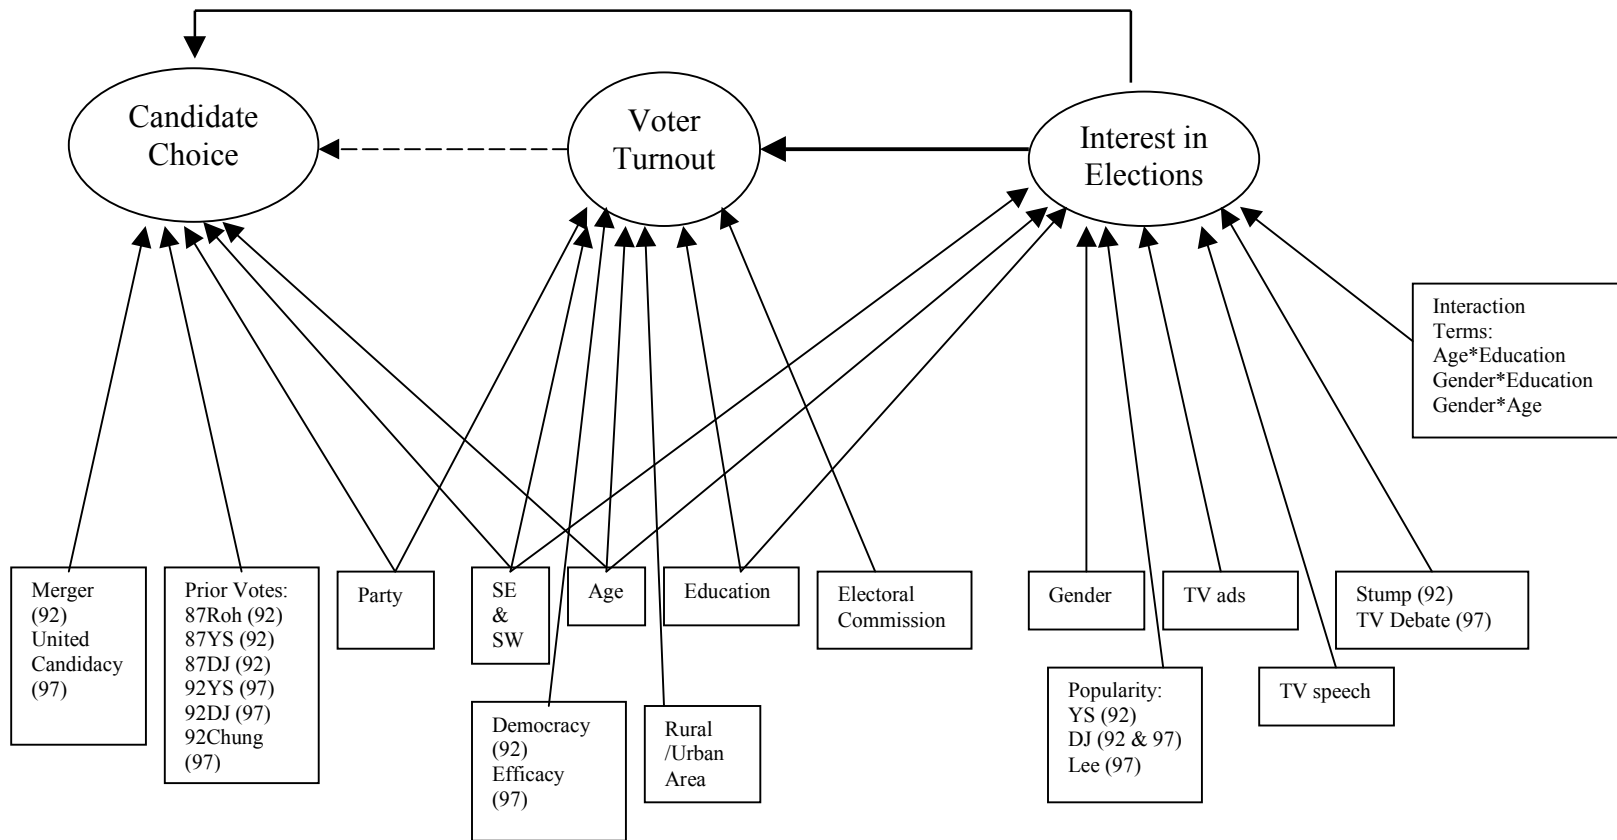 Candidate
Choice
Voter
Turnout
Interest in
Elections
Interaction
Terms:
Age*Education
Gender*Education
Gender*Age
Merger
(92)
United
Candidacy
(97)
Prior Votes:
87Roh (92)
87YS (92)
87DJ (92)
92YS (97)
92DJ (97)
92Chung
(97)
Party
SE
&
SW
Age
Education
Electoral
Commission
Gender
TV ads
Stump (92)
TV Debate (97)
Democracy
(92)
Efficacy
(97)
Rural
/Urban
Area
Popularity:
YS (92)
DJ (92 & 97)
Lee (97)
TV speech